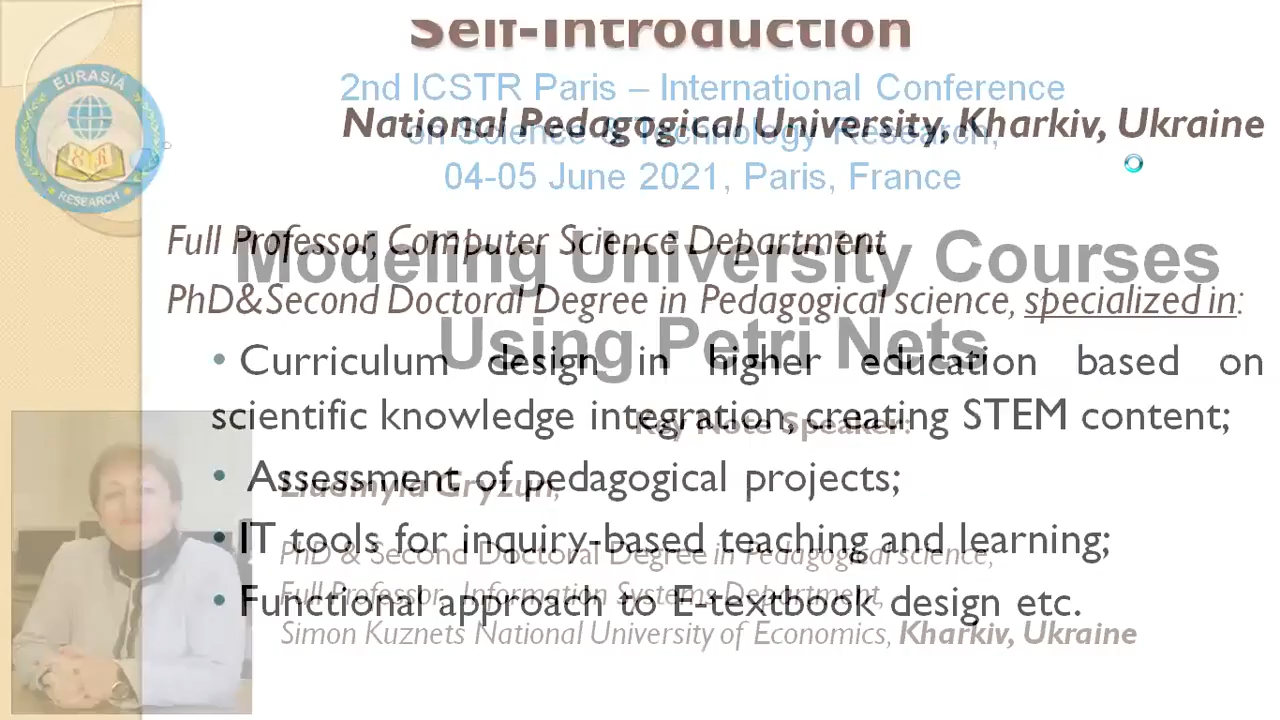 Self-Introduction
2nd ICSTR Paris – International Conference
on Science & Technology Research,
04-05 June 2021, Paris, France
National Pedagogical University, Kharkiv, Ukraine
EURASIA
RESEARCH
Full Professor, Computer Science Department
PhD&Second Doctoral Degree in Pedagogical science, specialized in:
Modeling University Courses
Using Petri Nets
• Curriculum design in higher education based on
scientific knowledge integration, creating STEM content;
Key Note Speaker:
• Assessment of pedagogical projects;
Liudmyla Gryzun,
• IT tools for inquiry-based teaching and learning;
PhD & Second Doctoral Degree in Pedagogical science,
• Functional approach to E-textbook design etc.
Full Professor, Information Systems Department,
Simon Kuznets National University of Economics, Kharkiv, Ukraine